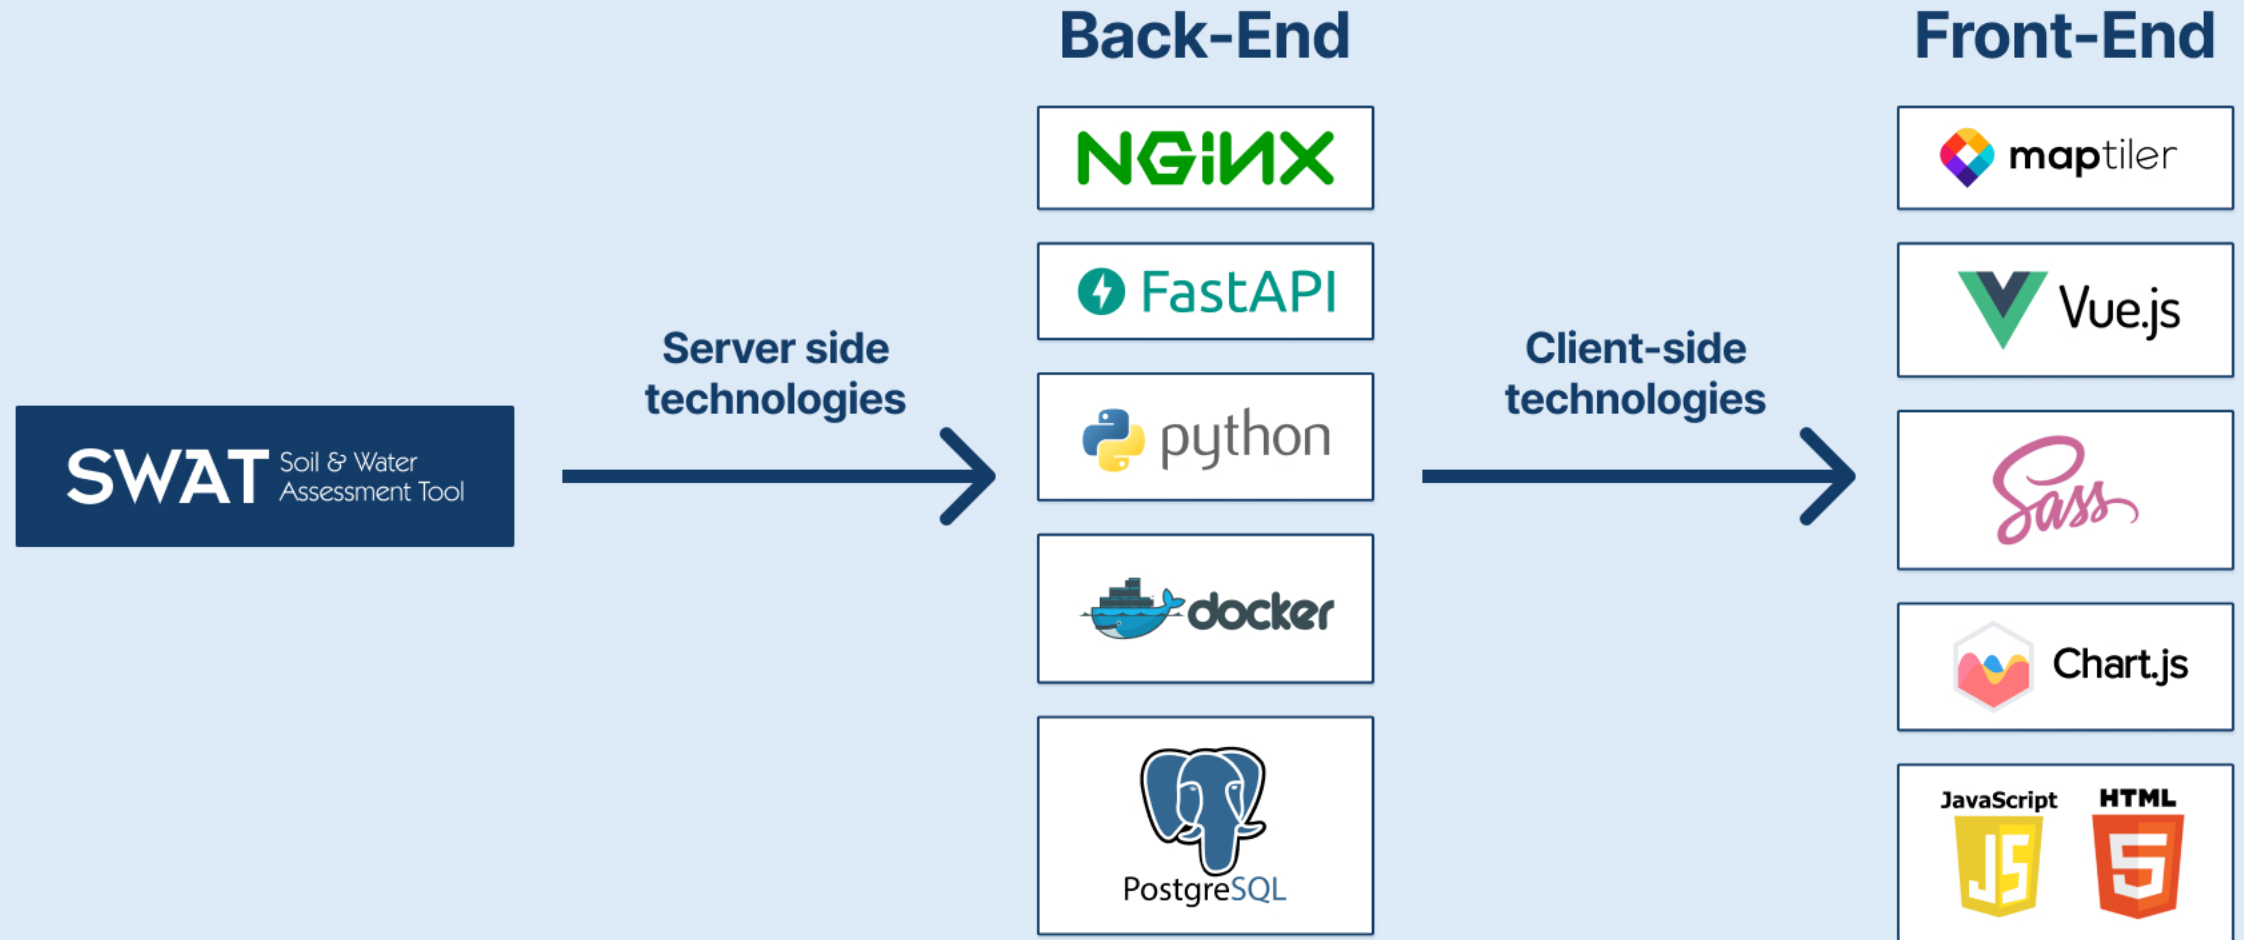 Back-End
Front-End
NGINX
maptiler
FastAPI
Vue.js
Server side
technologies
Client-side
technologies
python
SWAT Soil & Water
Assessment Tool
Sass
docker
Chart.js
PostgreSQL
JavaScript HTML
JS 5